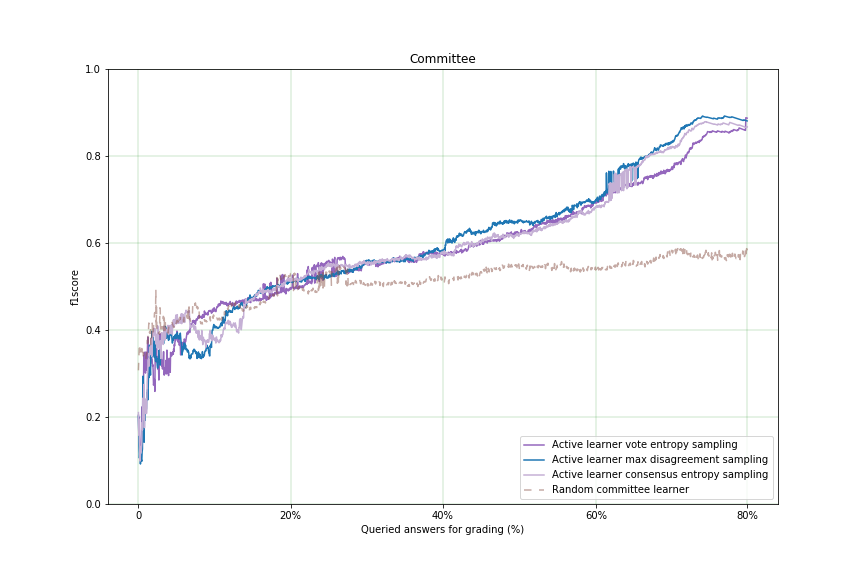 Committee
1.0
0.8
0.6
0.4
0.2
0.0
f1score
0
20%
40%
60%
80%
Queried answers for grading (%)
Active learner vote entropy sampling
Active learner max disagreement sampling
Active learner consensus entropy sampling
Random committee learner